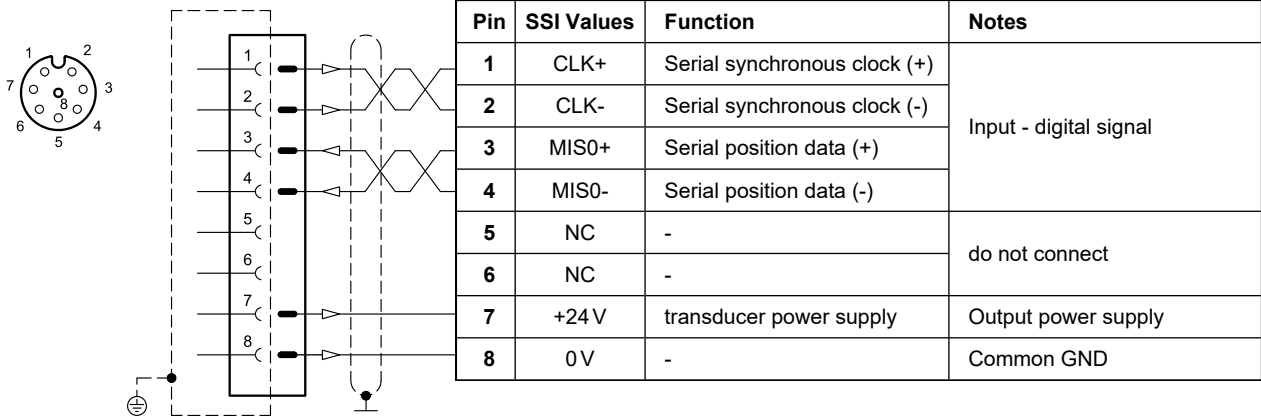 1 2
7 3
8
6 4
5
1
2
3
4
5
6
7
8
Pin SSI Values Function Notes
1 CLK+ Serial synchronous clock (+)
2 CLK- Serial synchronous clock (-)
Input - digital signal
3 MIS0+ Serial position data (+)
4 MIS0- Serial position data (-)
5 NC -
do not connect
6 NC -
7 +24 V transducer power supply Output power supply
8 0 V - Common GND